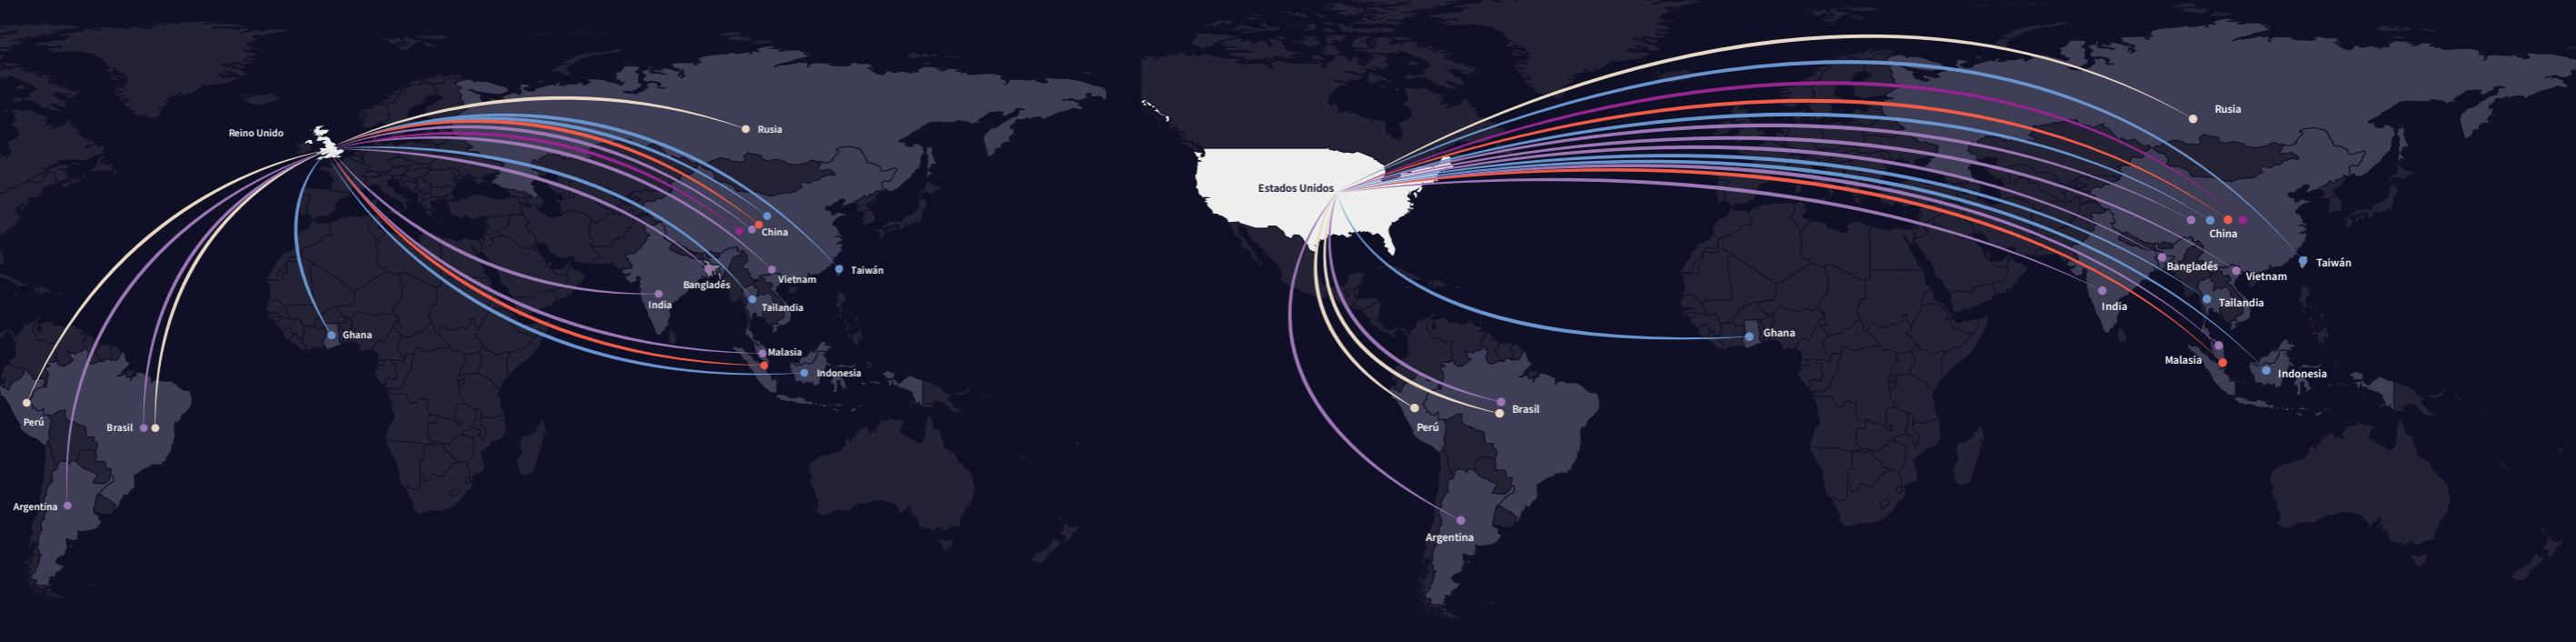 Reino Unido
Rusia
China
Taiwán
Vietnam
Bangladés
India
Tailandia
Ghana
Malasia
Indonesia
Perú
Brasil
Argentina
Rusia
Estados Unidos
China
Taiwán
Bangladés
Vietnam
India
Tailandia
Ghana
Malasia
Indonesia
Brasil
Perú
Argentina